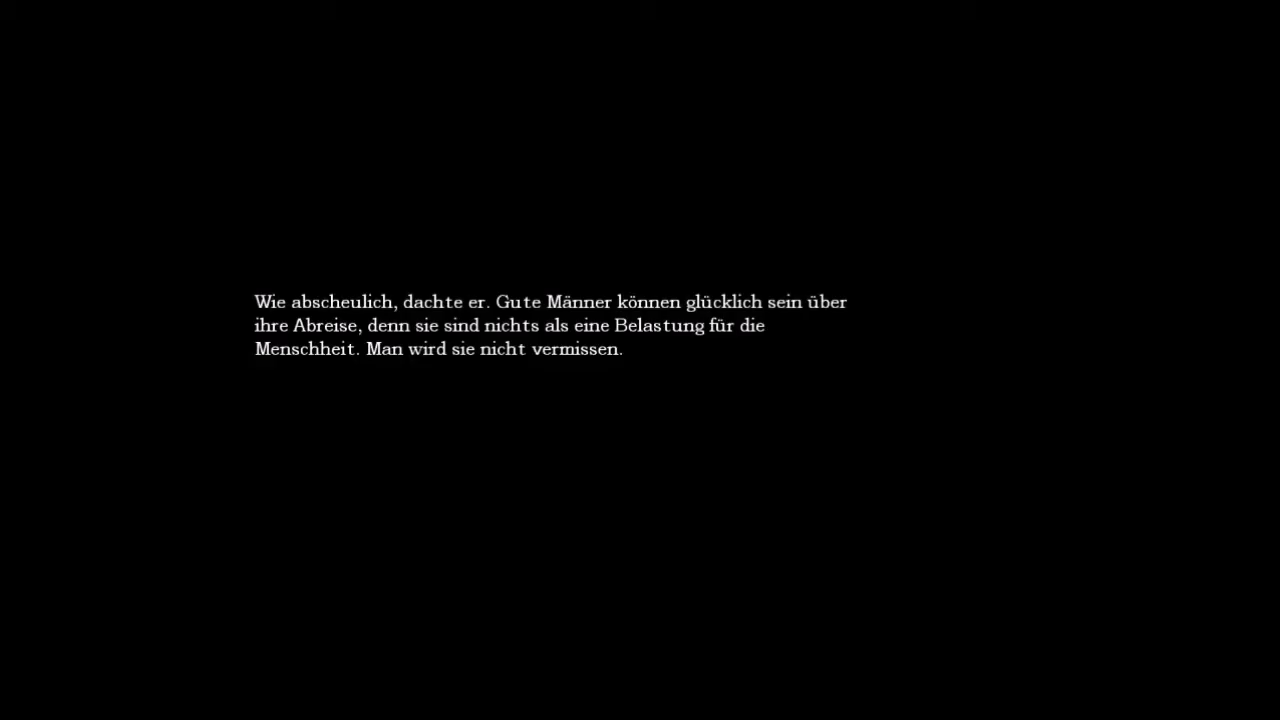 Wie abscheulich, dachte er. Gute Männer können glücklich sein über
ihre Abreise, denn sie sind nichts als eine Belastung für die
Menschheit. Man wird sie nicht vermissen.